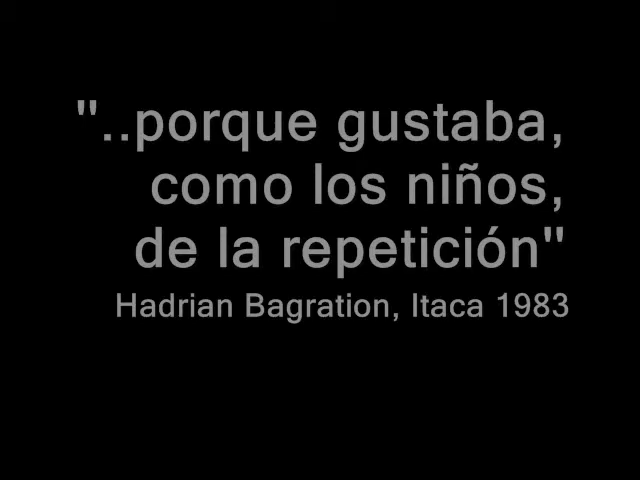 "..porque gustaba,
como los niños,
de la repetición"
Hadrian Bagration, Itaca 1983